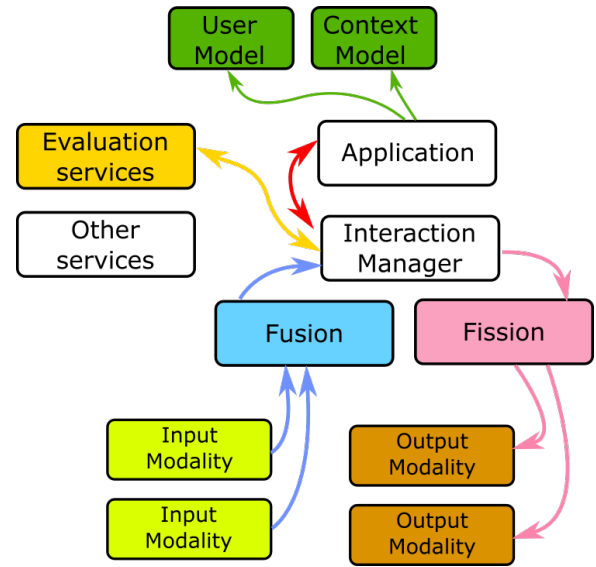 User
Model
Context
Model
Evaluation
services
Application
Other
services
Interaction
Manager
Fusion
Fission
Input
Modality
Output
Modality
Input
Modality
Output
Modality